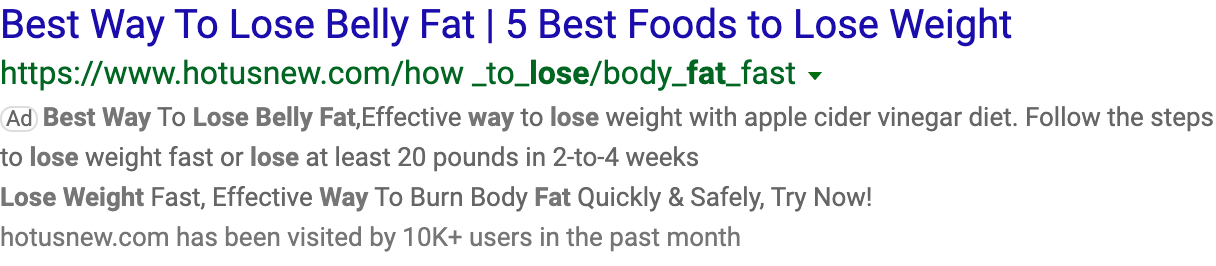 Best Way To Lose Belly Fat | 5 Best Foods to Lose Weight
https://www.hotusnew.com/how _to_lose/body_fat_fast
Ad Best Way To Lose Belly Fat,Effective way to lose weight with apple cider vinegar diet. Follow the steps
to lose weight fast or lose at least 20 pounds in 2-to-4 weeks
Lose Weight Fast, Effective Way To Burn Body Fat Quickly & Safely, Try Now!
hotusnew.com has been visited by 10K+ users in the past month